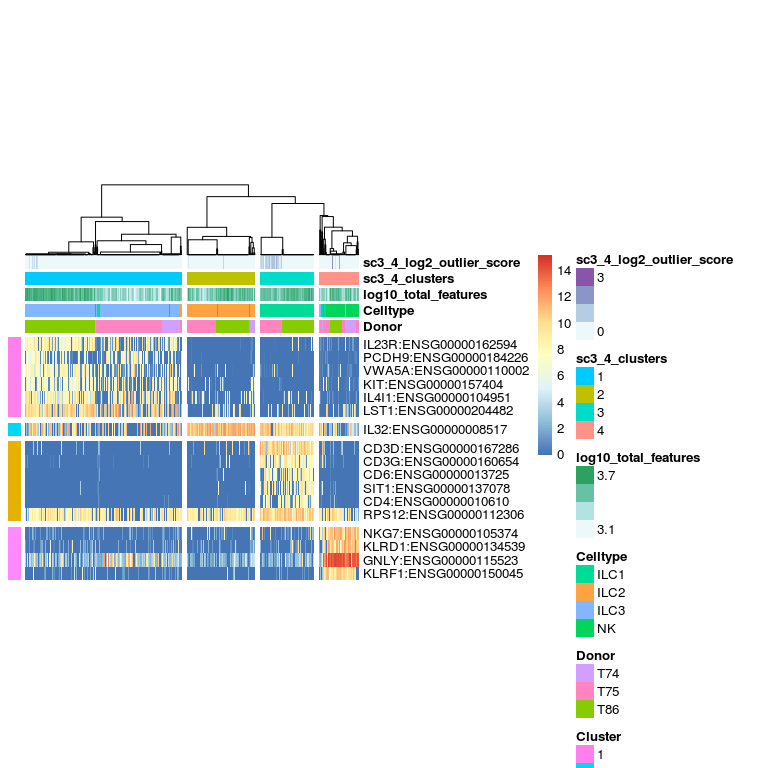 sc3_4_log2_outlier_score
sc3_4_clusters
log10_total_features
Celltype
Donor
IL23R:ENSG00000162594
PCDH9:ENSG00000184226
VWA5A:ENSG00000110002
KIT:ENSG00000157404
IL4I1:ENSG00000104951
LST1:ENSG00000204482
IL32:ENSG00000008517
CD3D:ENSG00000167286
CD3G:ENSG00000160654
CD6:ENSG00000013725
SIT1:ENSG00000137078
CD4:ENSG00000010610
RPS12:ENSG00000112306
NKG7:ENSG00000105374
KLRD1:ENSG00000134539
GNLY:ENSG00000115523
KLRF1:ENSG00000150045
14
12
10
8
6
4
2
0
sc3_4_log2_outlier_score
3
0
sc3_4_clusters
1
2
3
4
log10_total_features
3.7
3.1
Celltype
ILC1
ILC2
ILC3
NK
Donor
T74
T75
T86
Cluster
1